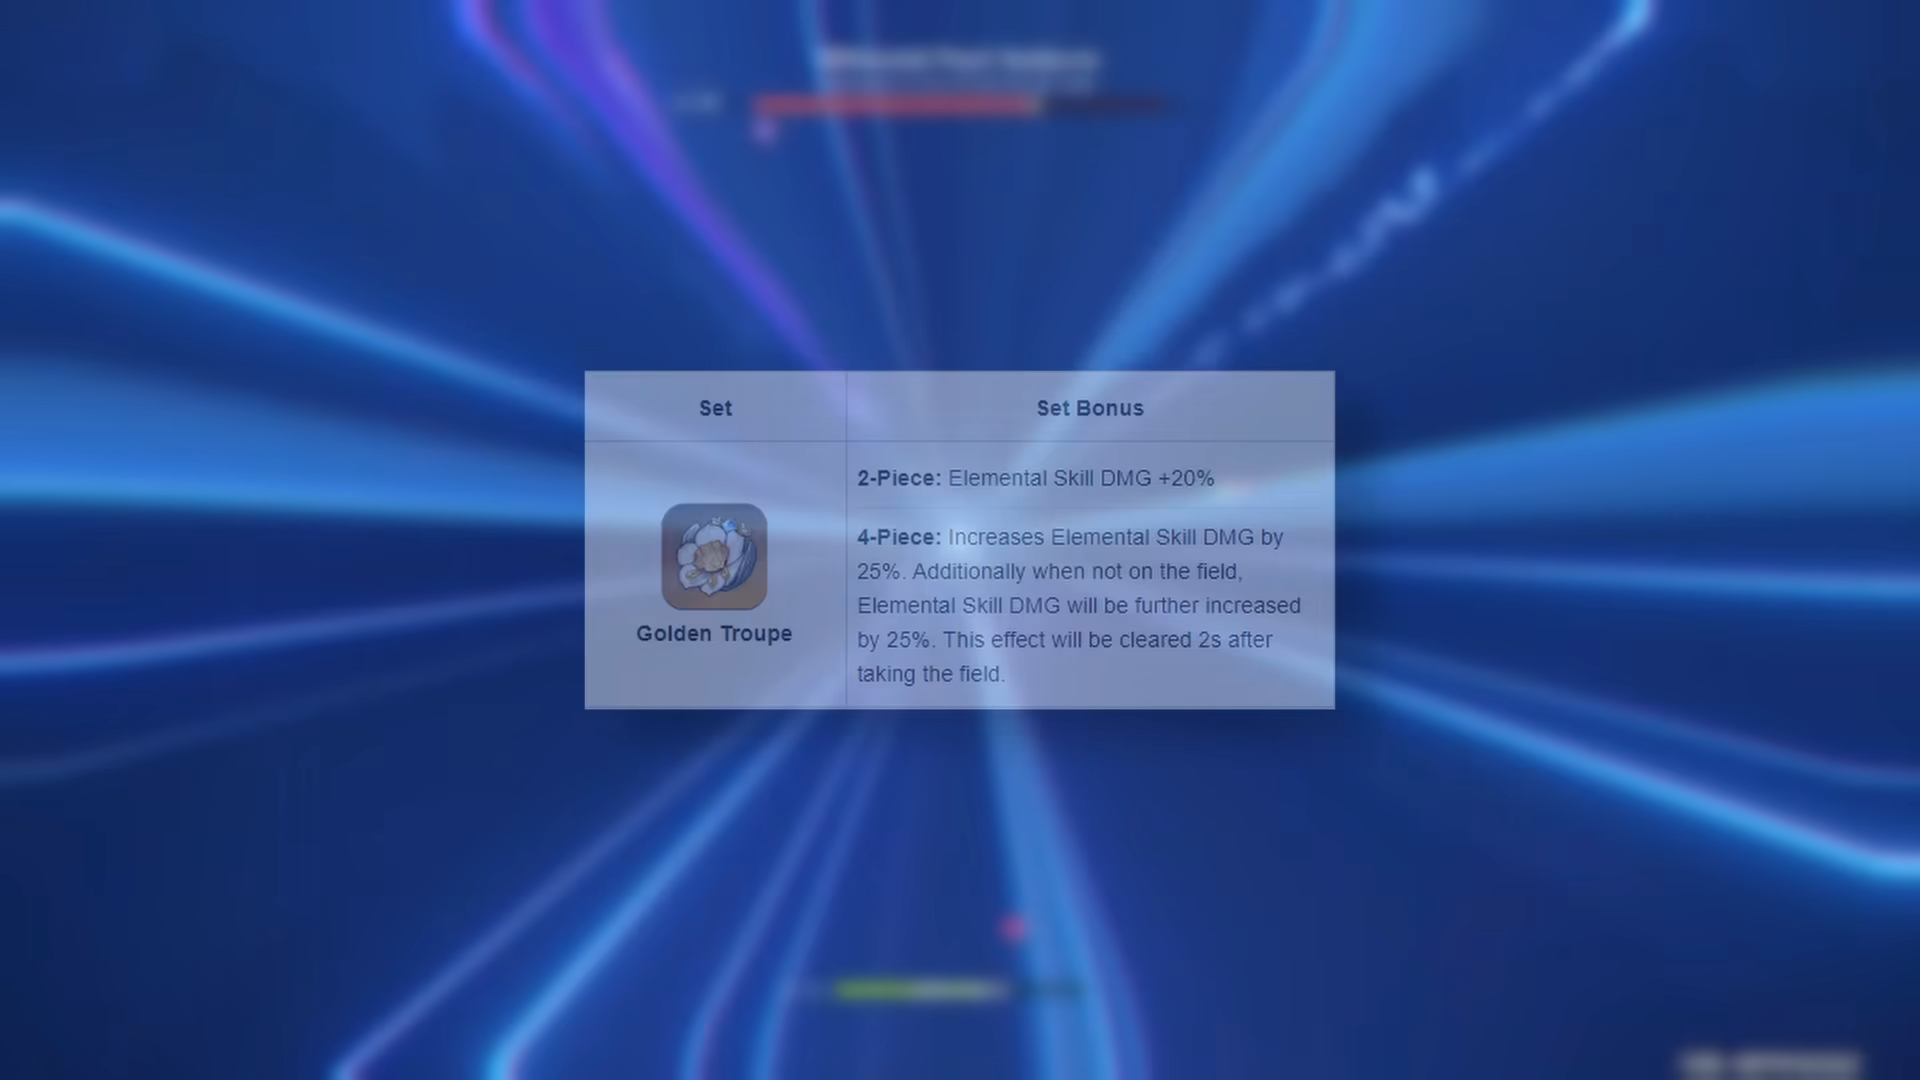 Set
Set Bonus
2-Piece: Elemental Skill DMG +20%
4-Piece: Increases Elemental Skill DMG by
25%. Additionally when not on the field,
Elemental Skill DMG will be further increased
by 25%. This effect will be cleared 2s after
taking the field.
Golden Troupe